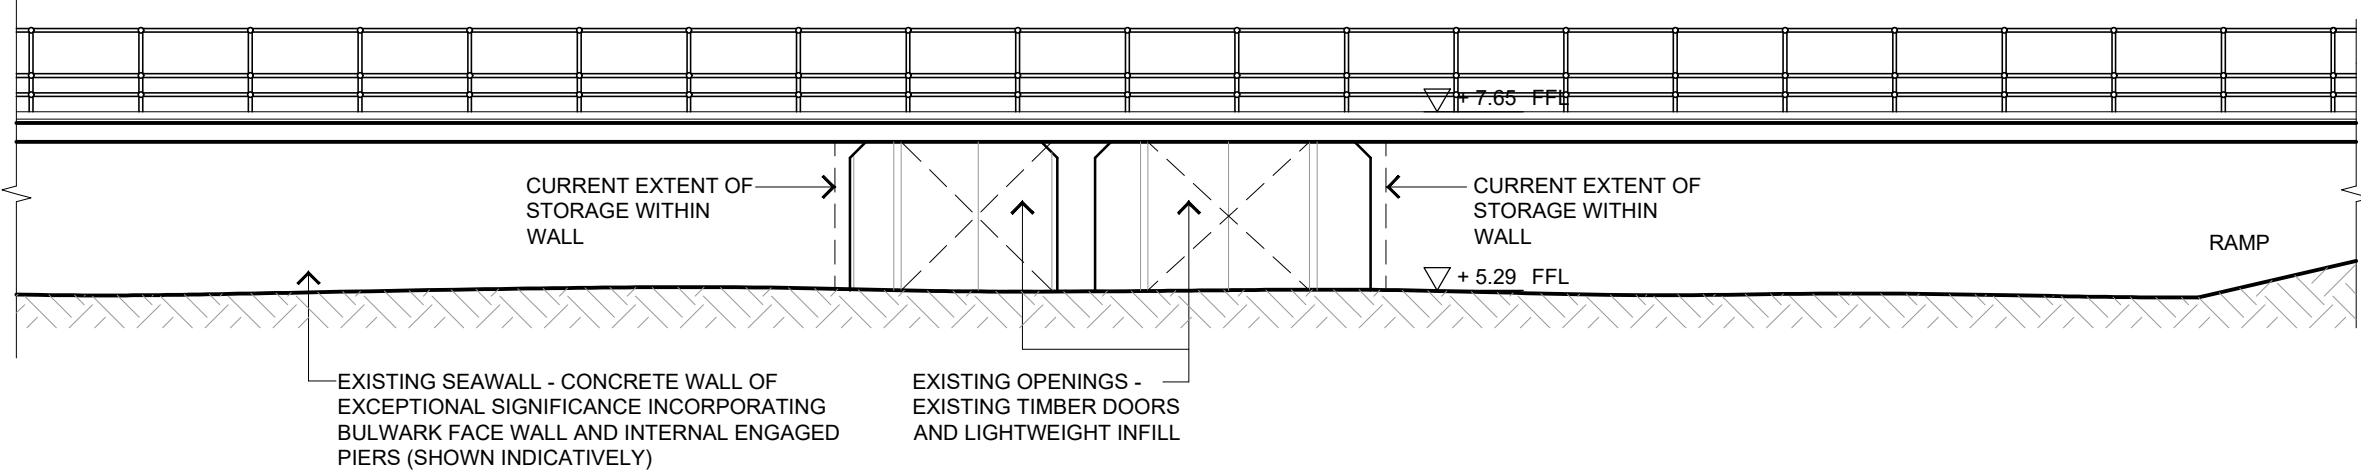 + 7.65 FFL
CURRENT EXTENT OF
STORAGE WITHIN
WALL
CURRENT EXTENT OF
STORAGE WITHIN
WALL
RAMP
+ 5.29 FFL
EXISTING SEAWALL - CONCRETE WALL OF
EXCEPTIONAL SIGNIFICANCE INCORPORATING
BULWARK FACE WALL AND INTERNAL ENGAGED
PIERS (SHOWN INDICATIVELY)
EXISTING OPENINGS -
EXISTING TIMBER DOORS
AND LIGHTWEIGHT INFILL